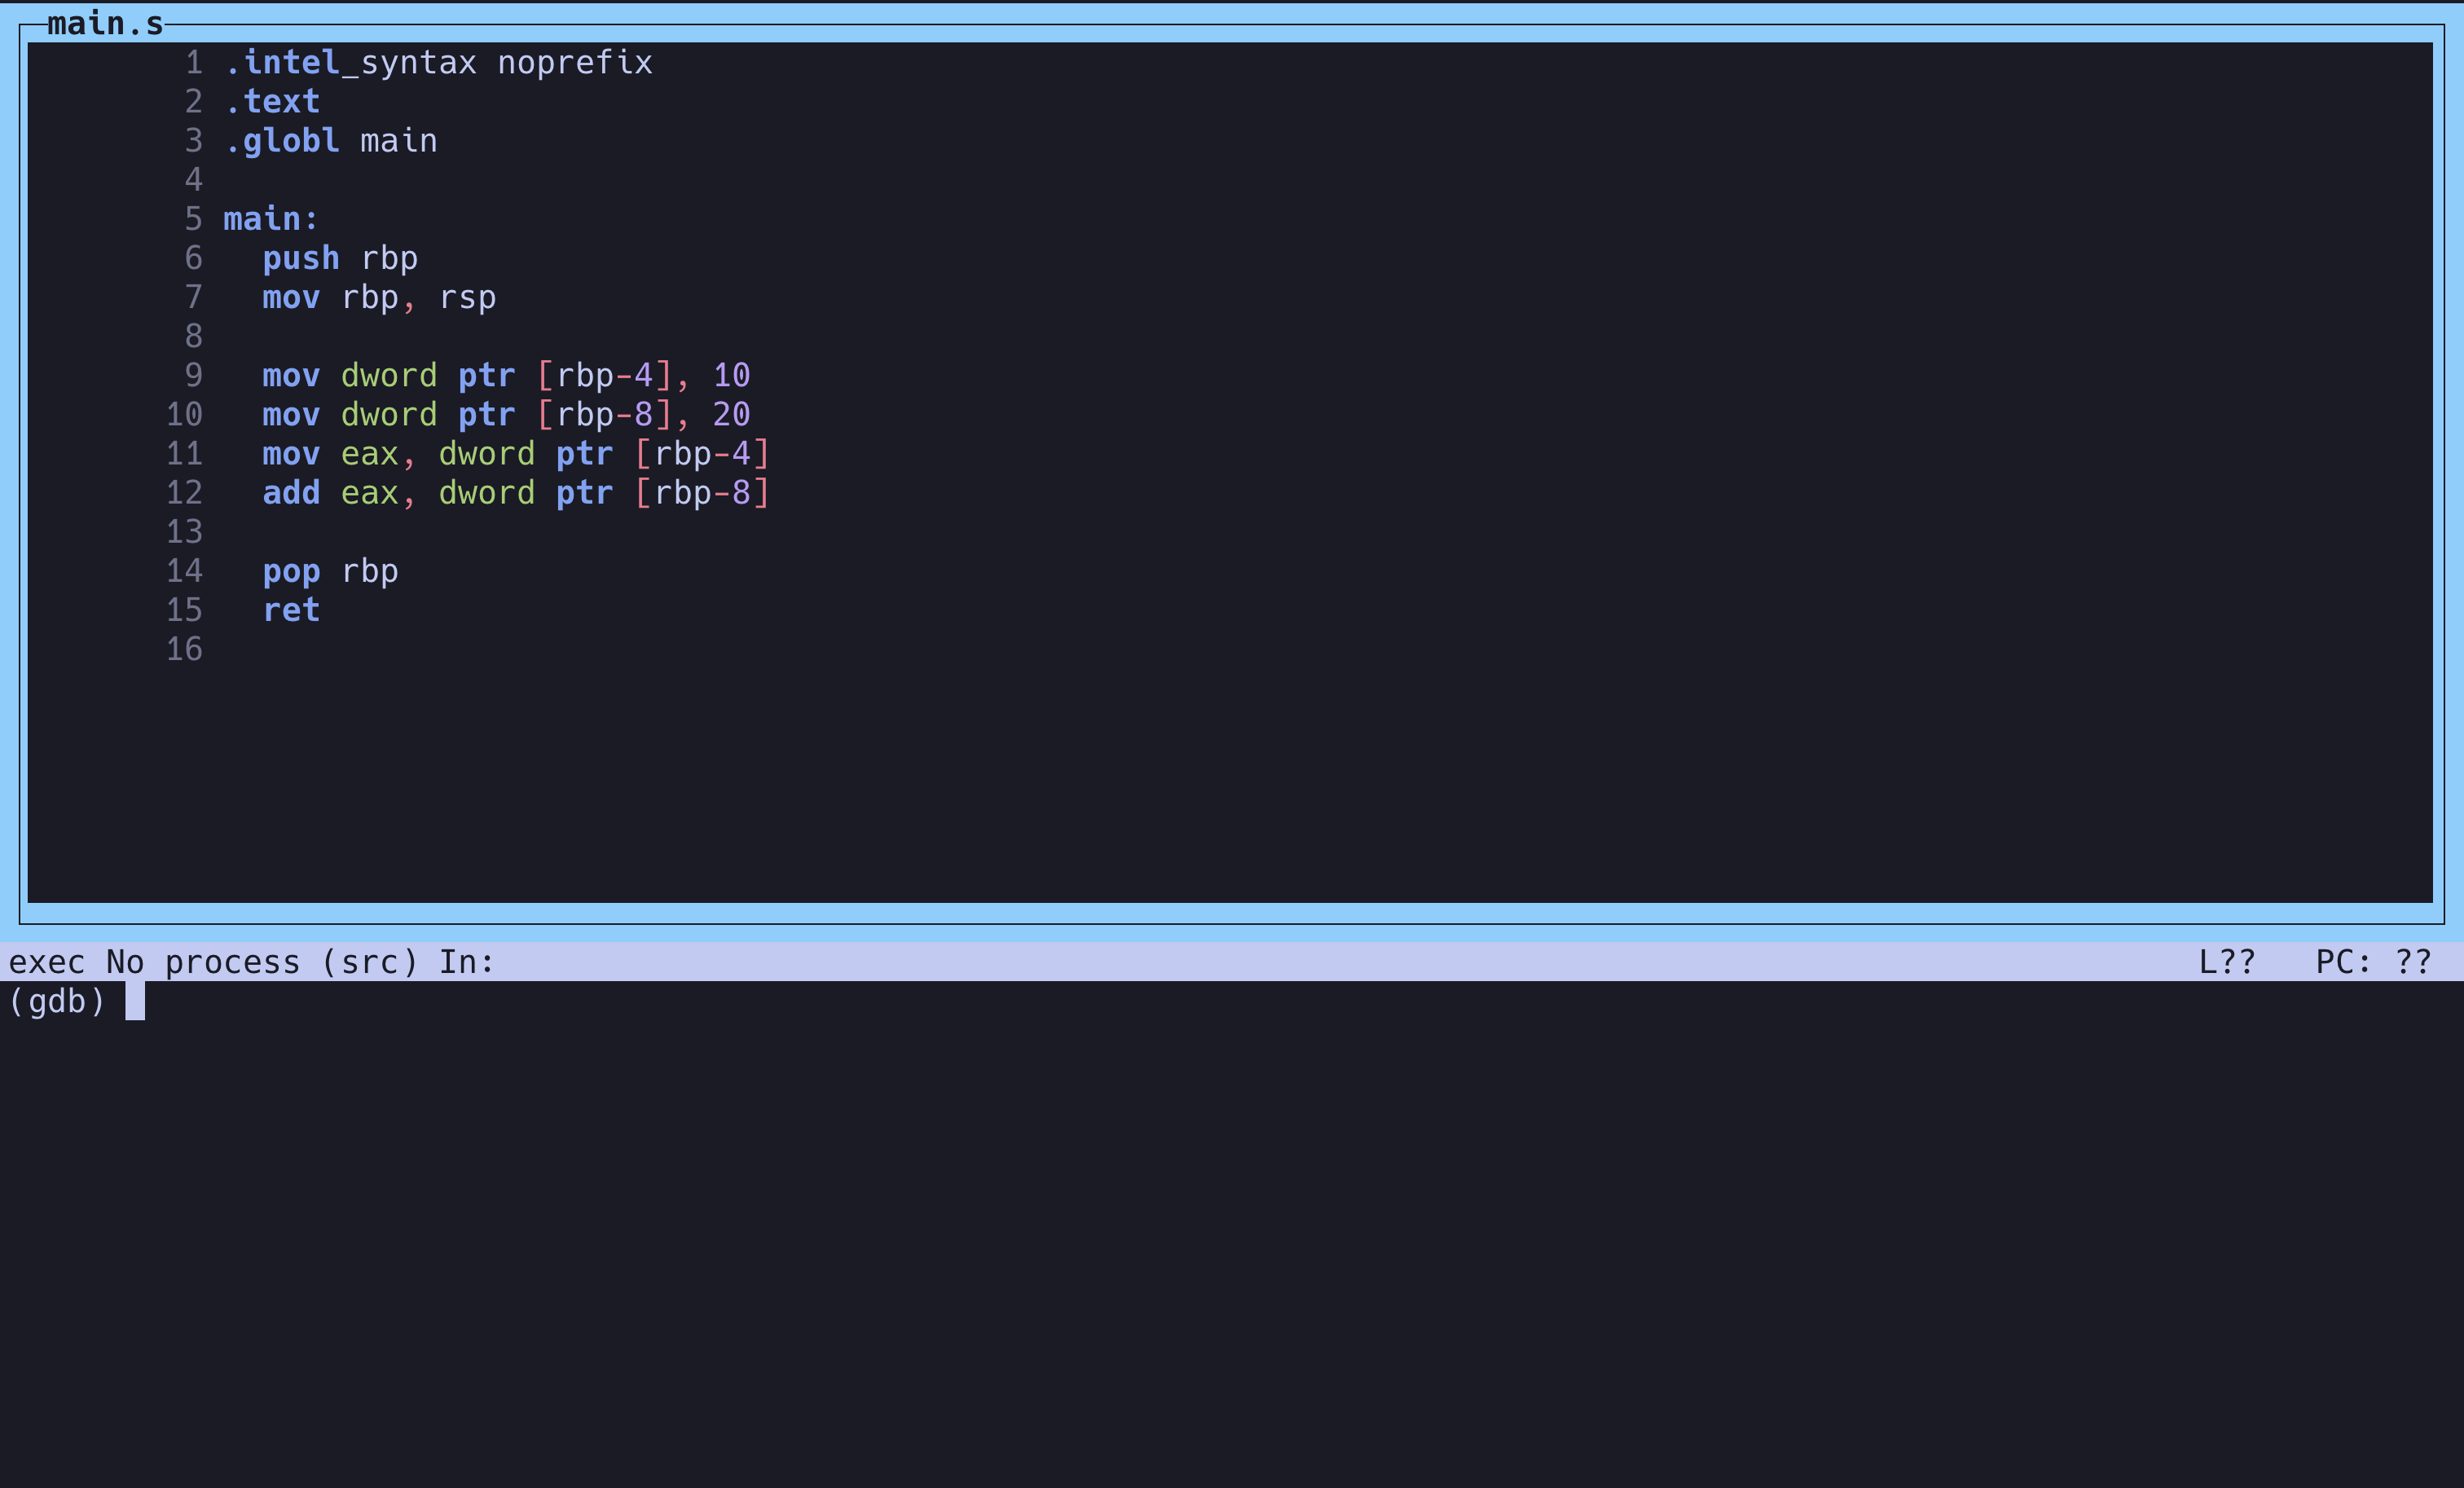 main.s
1 .intel_syntax noprefix
2 .text
3 .globl main
4
5 main:
6   push rbp
7   mov rbp, rsp
8
9   mov dword ptr [rbp-4], 10
10   mov dword ptr [rbp-8], 20
11   mov eax, dword ptr [rbp-4]
12   add eax, dword ptr [rbp-8]
13
14   pop rbp
15   ret
16
exec No process (src) In: L?? PC: ??
(gdb)